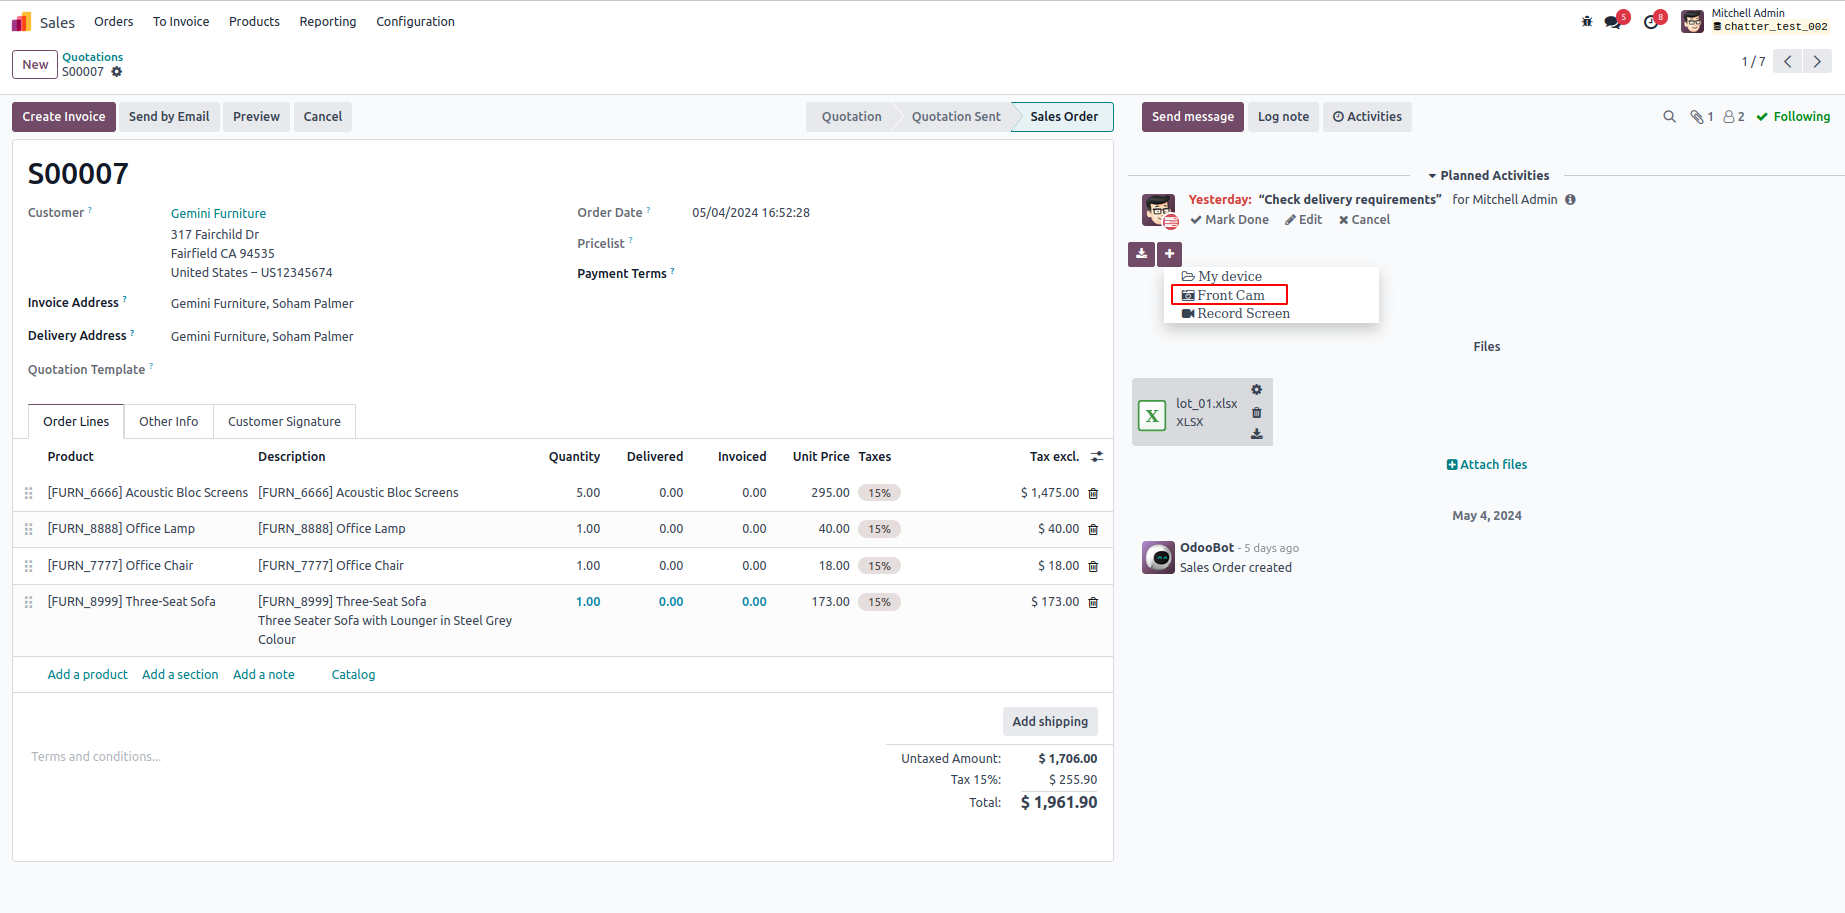 Sales Orders To Invoice Products Reporting Configuration
5 8 Mitchell Admin
chatter_test_002
New Quotations
S00007
1 / 7
Create Invoice Send by Email Preview Cancel
Quotation Quotation Sent Sales Order
Send message Log note Activities
1 2 Following
S00007
Customer ? Gemini Furniture
317 Fairchild Dr
Fairfield CA 94535
United States – US12345674
Invoice Address ? Gemini Furniture, Soham Palmer
Delivery Address ? Gemini Furniture, Soham Palmer
Quotation Template ?
Order Date ? 05/04/2024 16:52:28
Pricelist ?
Payment Terms ?
Order Lines Other Info Customer Signature
Product Description Quantity Delivered Invoiced Unit Price Taxes Tax excl.
[FURN_6666] Acoustic Bloc Screens [FURN_6666] Acoustic Bloc Screens 5.00 0.00 0.00 295.00 15% $ 1,475.00
[FURN_8888] Office Lamp [FURN_8888] Office Lamp 1.00 0.00 0.00 40.00 15% $ 40.00
[FURN_7777] Office Chair [FURN_7777] Office Chair 1.00 0.00 0.00 18.00 15% $ 18.00
[FURN_8999] Three-Seat Sofa [FURN_8999] Three-Seat Sofa 1.00 0.00 0.00 173.00 15% $ 173.00
Three Seater Sofa with Lounger in Steel Grey
Colour
Add a product Add a section Add a note Catalog
Add shipping
Terms and conditions...
Untaxed Amount: $ 1,706.00
Tax 15%: $ 255.90
Total: $ 1,961.90
Planned Activities
Yesterday: “Check delivery requirements” for Mitchell Admin
Mark Done Edit Cancel
My device
Front Cam
Record Screen
Files
X lot_01.xlsx
XLSX
Attach files
May 4, 2024
OdooBot - 5 days ago
Sales Order created